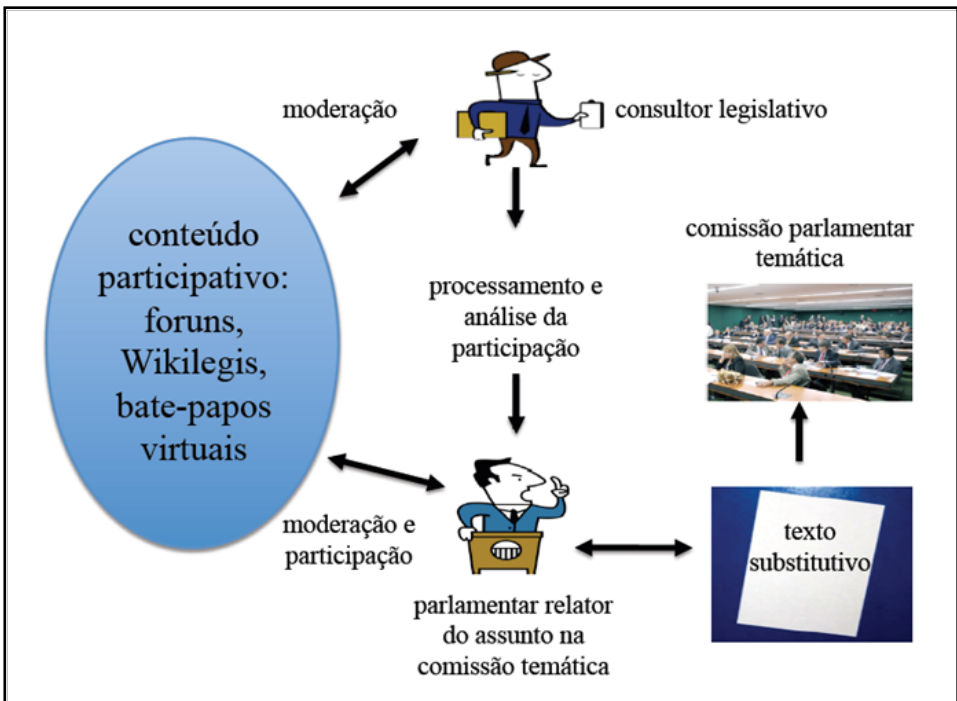 moderação
consultor legislativo
conteúdo
participativo:
foruns,
Wikilegis,
bate-papos
virtuais
processamento e
análise da
participação
comissão parlamentar
temática
moderação e
participação
parlamentar relator
do assunto na
comissão temática
texto
substitutivo